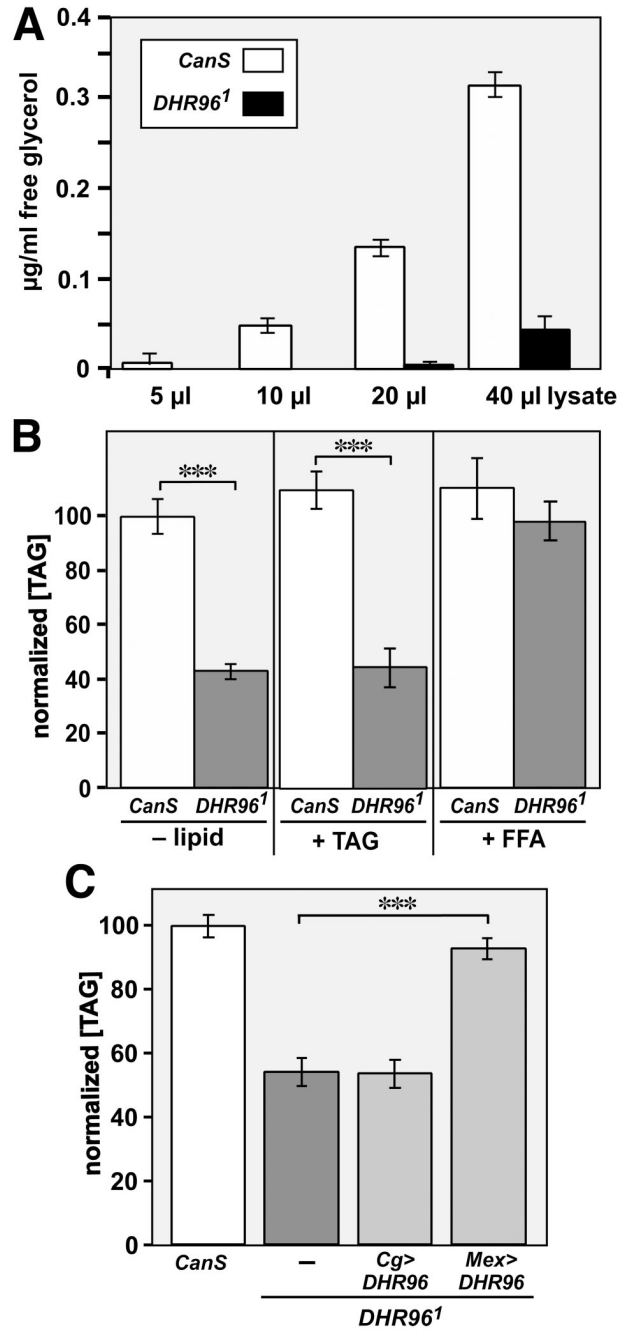 A
µg/ml free glycerol
0.4
0.3
0.2
0.1
0
CanS
DHR96¹
5 µl 10 µl 20 µl 40 µl lysate
B
normalized [TAG]
100
80
60
40
20
0
*** ***
CanS DHR96¹ CanS DHR96¹ CanS DHR96¹
– lipid + TAG + FFA
C
normalized [TAG]
100
80
60
40
20
0
***
CanS – Cg> Mex>
DHR96 DHR96
DHR96¹